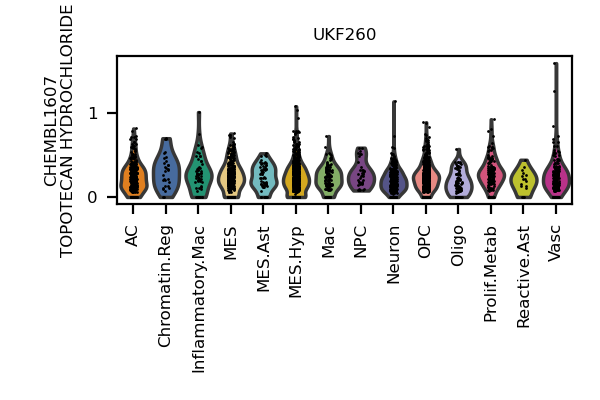 UKF260
CHEMBL1607
TOPOTECAN HYDROCHLORIDE
1
0
AC
Chromatin.Reg
Inflammatory.Mac
MES
MES.Ast
MES.Hyp
Mac
NPC
Neuron
OPC
Oligo
Prolif.Metab
Reactive.Ast
Vasc